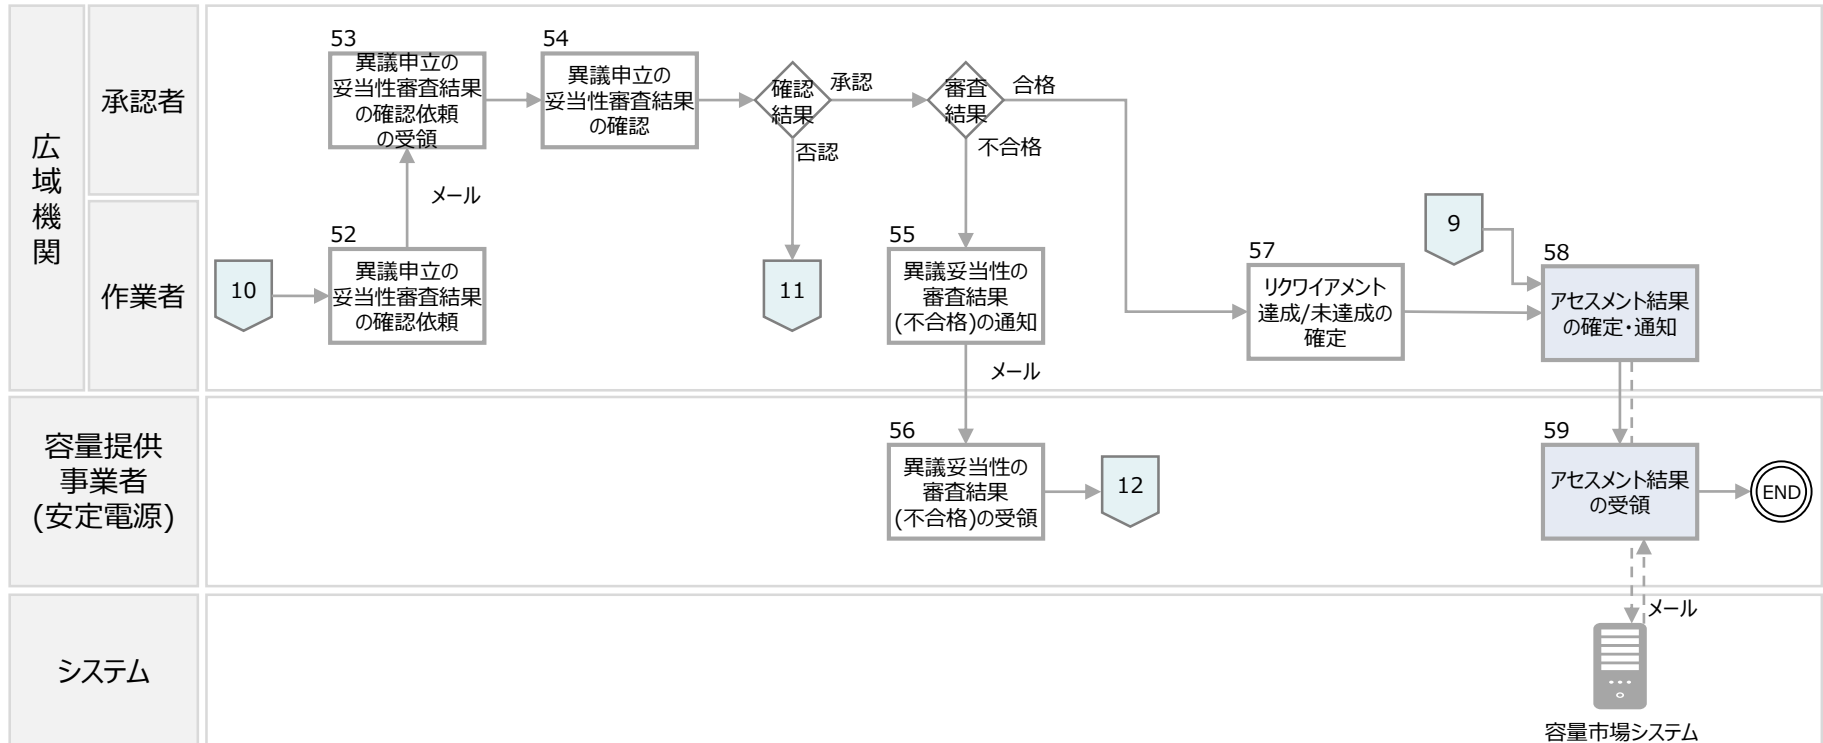 広
域
機
関
承認者
作業者
53
異議申立の
妥当性審査結果
の確認依頼
の受領
54
異議申立の
妥当性審査結果
の確認
確認
結果
承認
否認
審査
結果
合格
不合格
メール
10
52
異議申立の
妥当性審査結果
の確認依頼
11
55
異議妥当性の
審査結果
(不合格)の通知
57
リクワイアメント
達成/未達成の
確定
9
58
アセスメント結果
の確定・通知
メール
容量提供
事業者
(安定電源)
56
異議妥当性の
審査結果
(不合格)の受領
12
59
アセスメント結果
の受領
END
システム
メール
容量市場システム